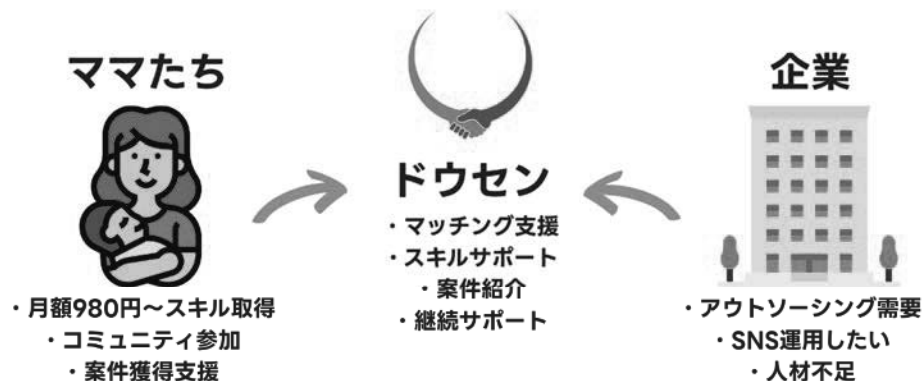 ママたち
・月額980円〜スキル取得
・コミュニティ参加
・案件獲得支援
ドウセン
・マッチング支援
・スキルサポート
・案件紹介
・継続サポート
企業
・アウトソーシング需要
・SNS運用したい
・人材不足